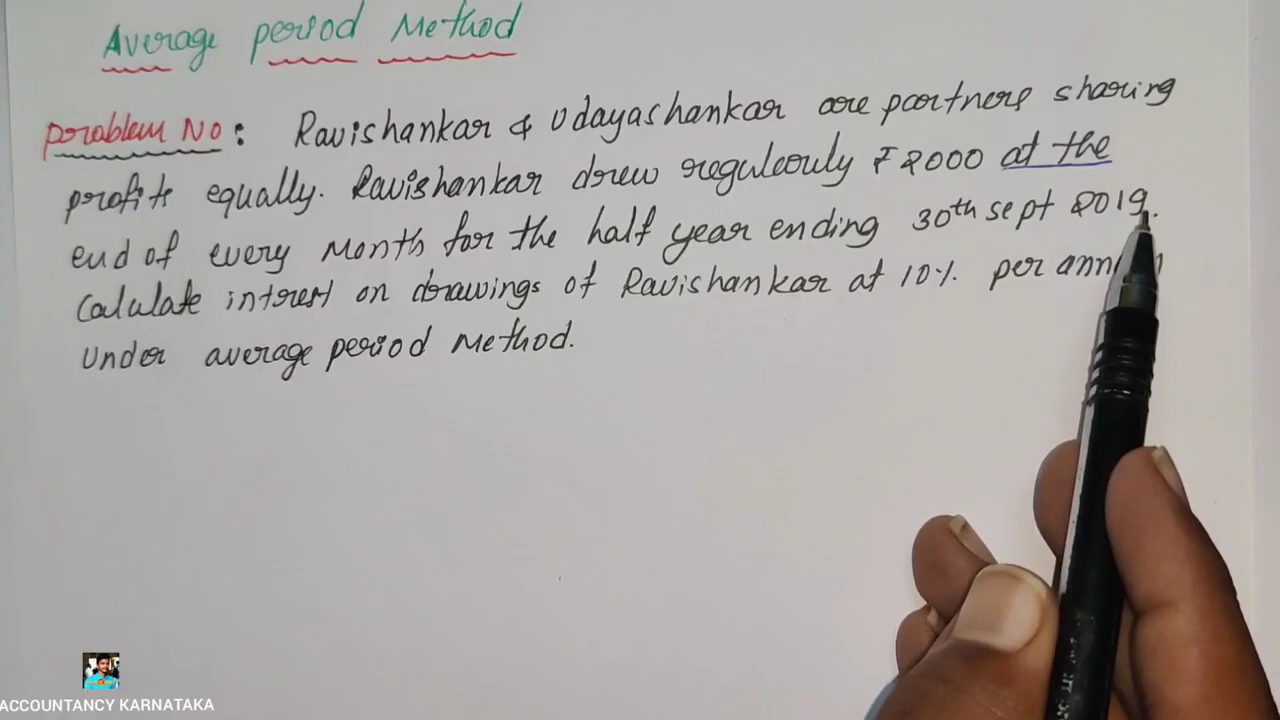 Average period Method
Problem No: Ravishankar & Udayashankar are partners sharing
profits equally. Ravishankar drew regularly ₹2000 at the
end of every Month for the half year ending 30th sept 2019.
Calulate interest on drawings of Ravishankar at 10% per
Under average period Method.
ACCOUNTANCY KARNATAKA